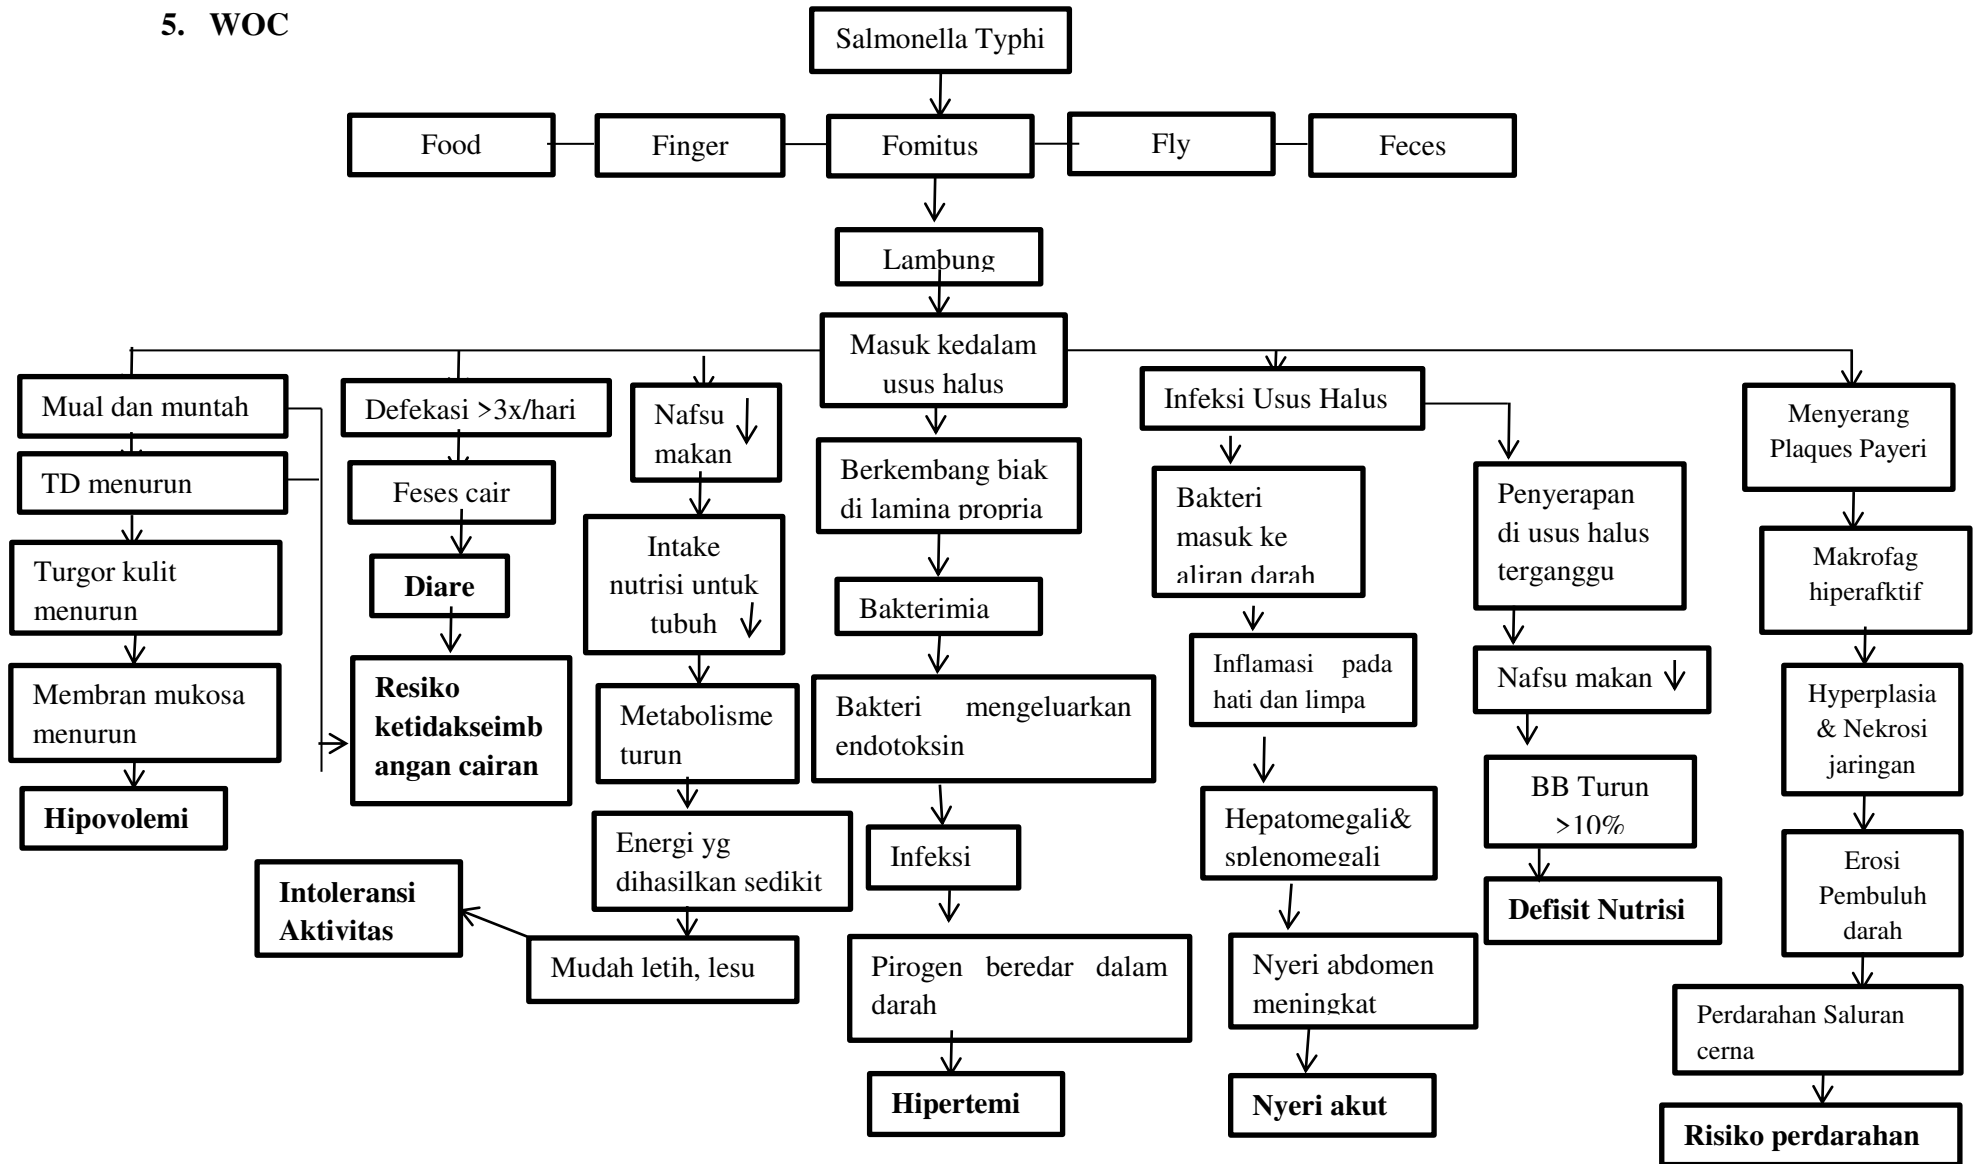 5. WOC
Salmonella Typhi
Food
Finger
Fomitus
Fly
Feces
Lambung
Masuk kedalam
usus halus
Mual dan muntah
TD menurun
Turgor kulit
menurun
Membran mukosa
menurun
Hipovolemi
Defekasi >3x/hari
Feses cair
Diare
Resiko
ketidakseimb
angan cairan
Nafsu
makan
Intake
nutrisi untuk
tubuh
Metabolisme
turun
Energi yg
dihasilkan sedikit
Mudah letih, lesu
Intoleransi
Aktivitas
Berkembang biak
di lamina propria
Bakterimia
Bakteri mengeluarkan
endotoksin
Infeksi
Pirogen beredar dalam
darah
Hipertemi
Infeksi Usus Halus
Bakteri
masuk ke
aliran darah
Inflamasi pada
hati dan limpa
Hepatomegali&
splenomegali
Nyeri abdomen
meningkat
Nyeri akut
Penyerapan
di usus halus
terganggu
Nafsu makan
BB Turun
>10%
Defisit Nutrisi
Menyerang
Plaques Payeri
Makrofag
hiperafktif
Hyperplasia
& Nekrosi
jaringan
Erosi
Pembuluh
darah
Perdarahan Saluran
cerna
Risiko perdarahan